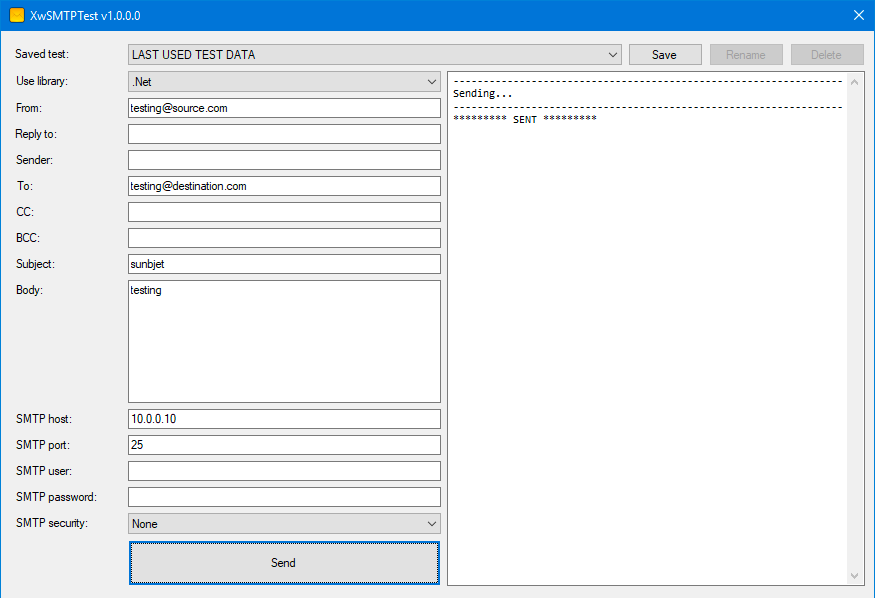 XwSMTPTest v1.0.0.0
Saved test: LAST USED TEST DATA Save Rename Delete
Use library: .Net
From: testing@source.com
Reply to:
Sender:
To: testing@destination.com
CC:
BCC:
Subject: sunbjet
Body: testing
SMTP host: 10.0.0.10
SMTP port: 25
SMTP user:
SMTP password:
SMTP security: None
Send
--------------------------------------------------------------------
Sending...
--------------------------------------------------------------------
********* SENT *********